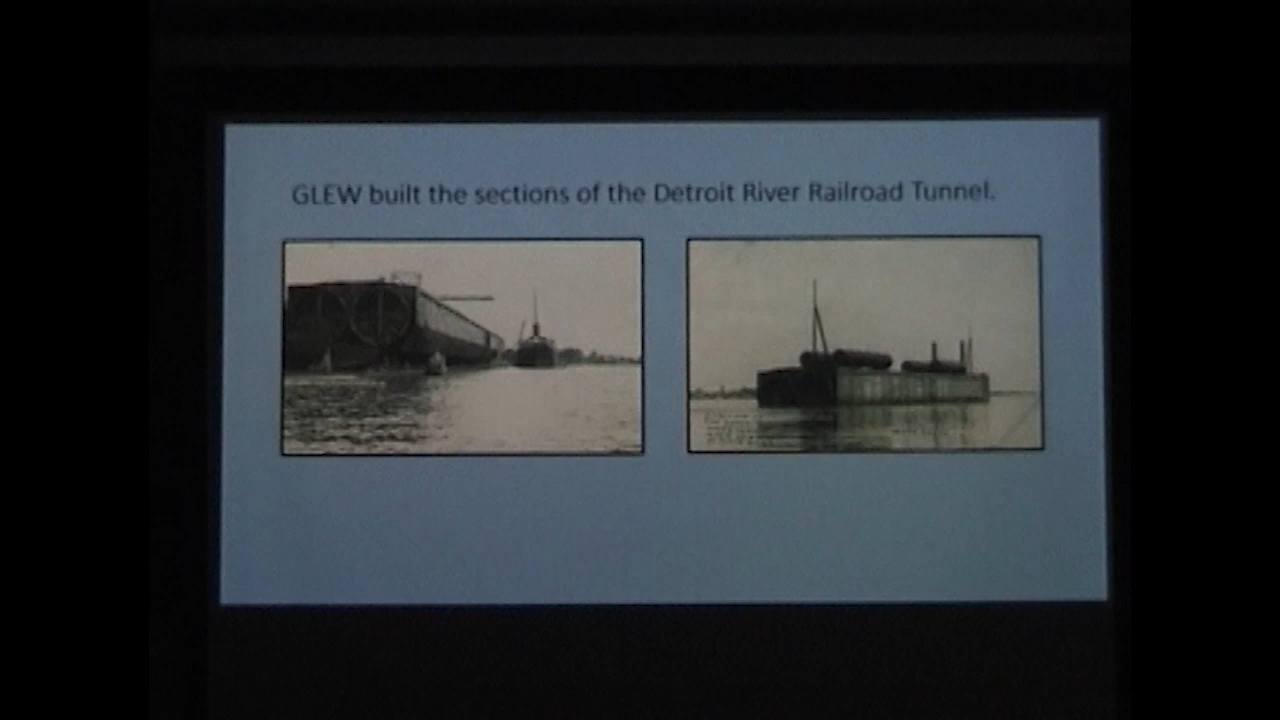 GLEW built the sections of the Detroit River Railroad Tunnel.